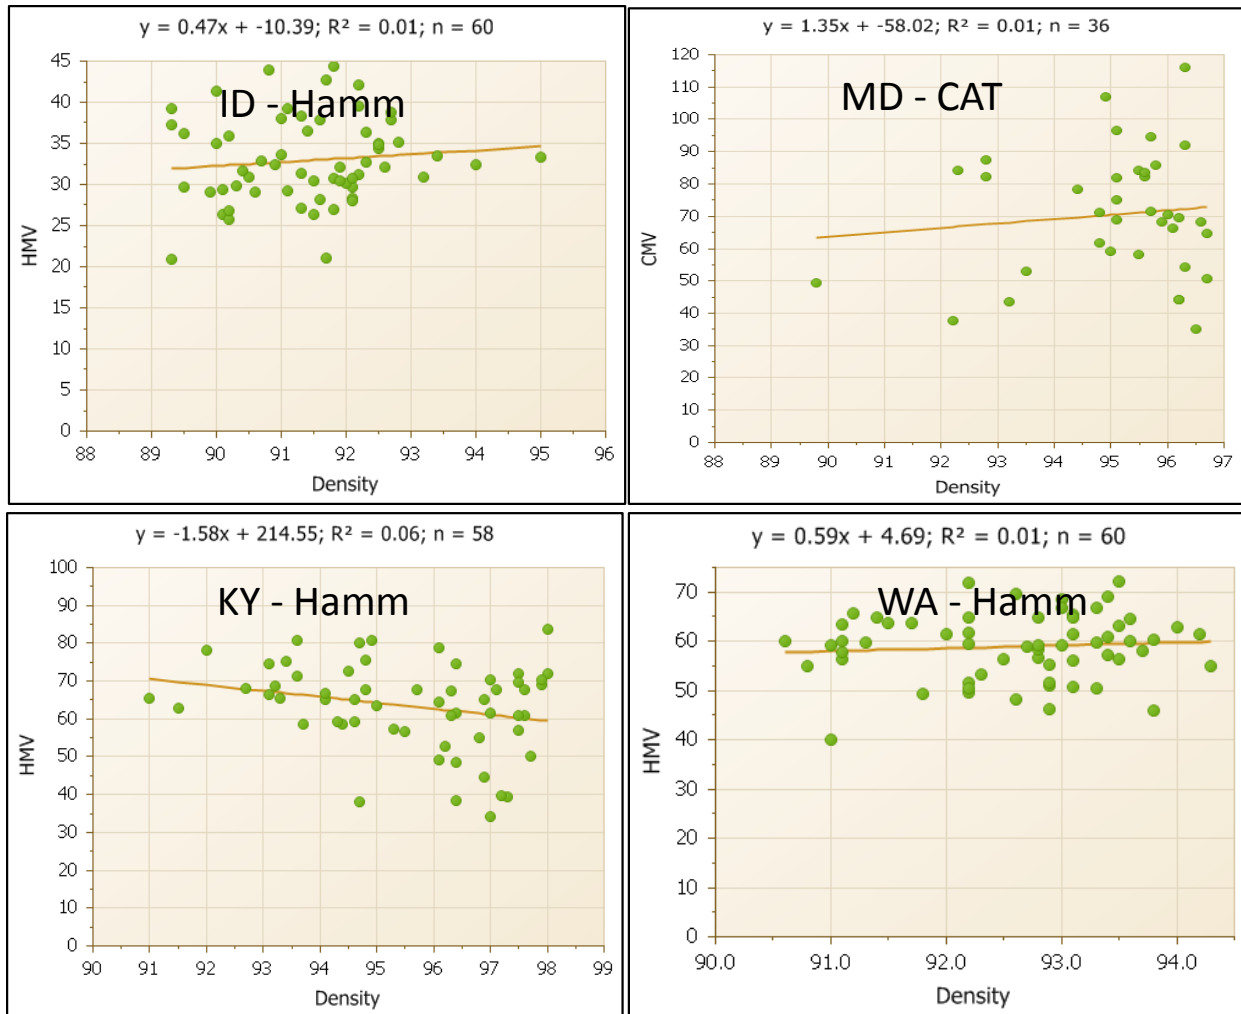 y = 0.47x + -10.39; R² = 0.01; n = 60
ID - Hamm
45
40
35
30
25
20
15
10
5
0
HMV
88 89 90 91 92 93 94 95 96
Density
y = 1.35x + -58.02; R² = 0.01; n = 36
MD - CAT
120
110
100
90
80
70
60
50
40
30
20
10
0
CMV
88 89 90 91 92 93 94 95 96 97
Density
y = -1.58x + 214.55; R² = 0.06; n = 58
KY - Hamm
100
90
80
70
60
50
40
30
20
10
0
HMV
90 91 92 93 94 95 96 97 98 99
Density
y = 0.59x + 4.69; R² = 0.01; n = 60
WA - Hamm
70
60
50
40
30
20
10
0
HMV
90.0 91.0 92.0 93.0 94.0
Density